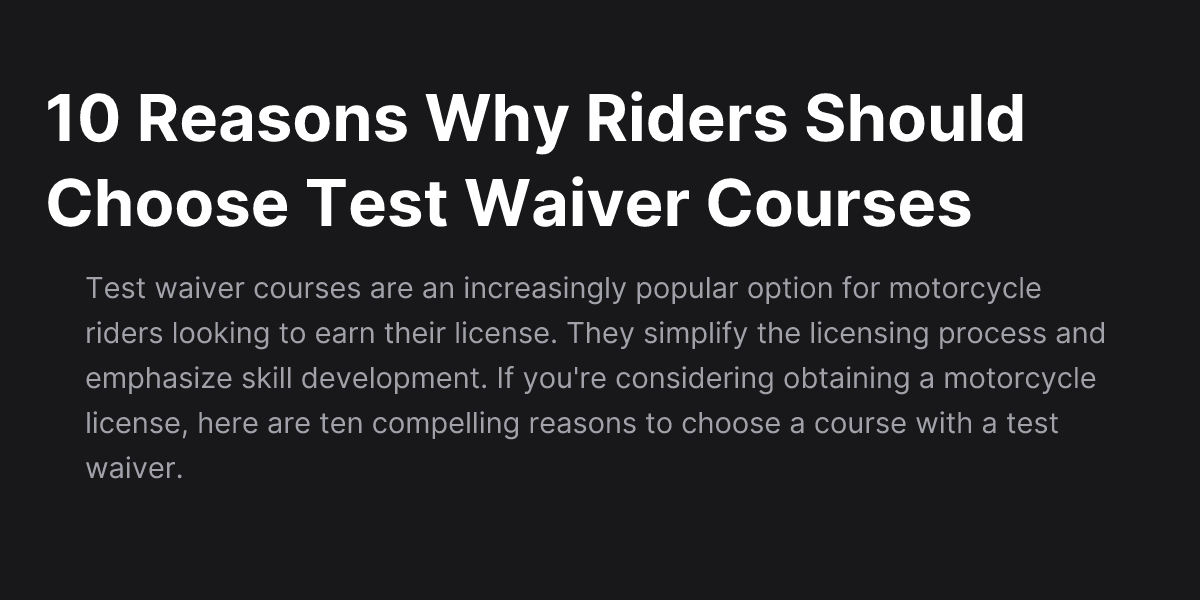 10 Reasons Why Riders Should
Choose Test Waiver Courses
Test waiver courses are an increasingly popular option for motorcycle
riders looking to earn their license. They simplify the licensing process and
emphasize skill development. If you're considering obtaining a motorcycle
license, here are ten compelling reasons to choose a course with a test
waiver.